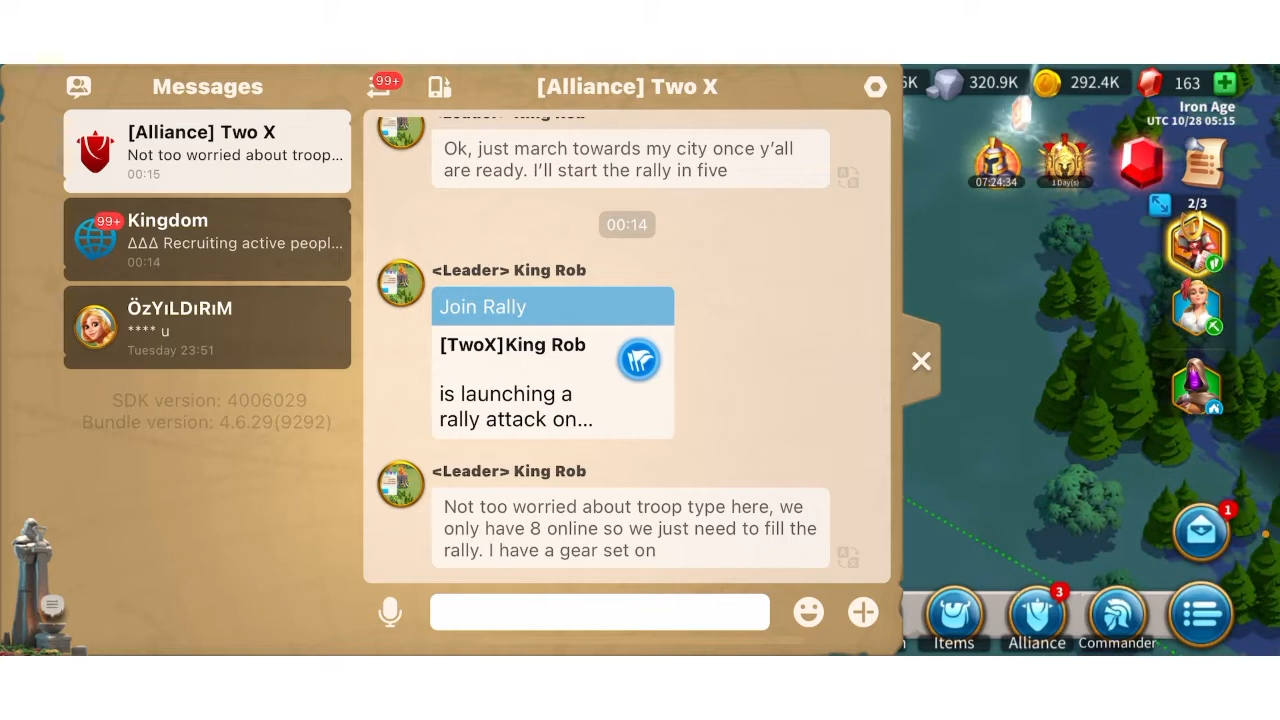 Messages
[Alliance] Two X
Not too worried about troop...
00:15
99+
Kingdom
ΔΔΔ Recruiting active peopl...
00:14
ÖzYıLDıRıM
**** u
Tuesday 23:51
SDK version: 4006029
Bundle version: 4.6.29(9292)
99+
[Alliance] Two X
<Leader> King Rob
Ok, just march towards my city once y’all
are ready. I’ll start the rally in five
00:14
<Leader> King Rob
Join Rally
[TwoX]King Rob
is launching a
rally attack on...
<Leader> King Rob
Not too worried about troop type here, we
only have 8 online so we just need to fill the
rally. I have a gear set on
6K
320.9K
292.4K
163
Iron Age
UTC 10/28 05:15
07:24:34
1 Day(s)
2/3
1
3
Items
Alliance
Commander